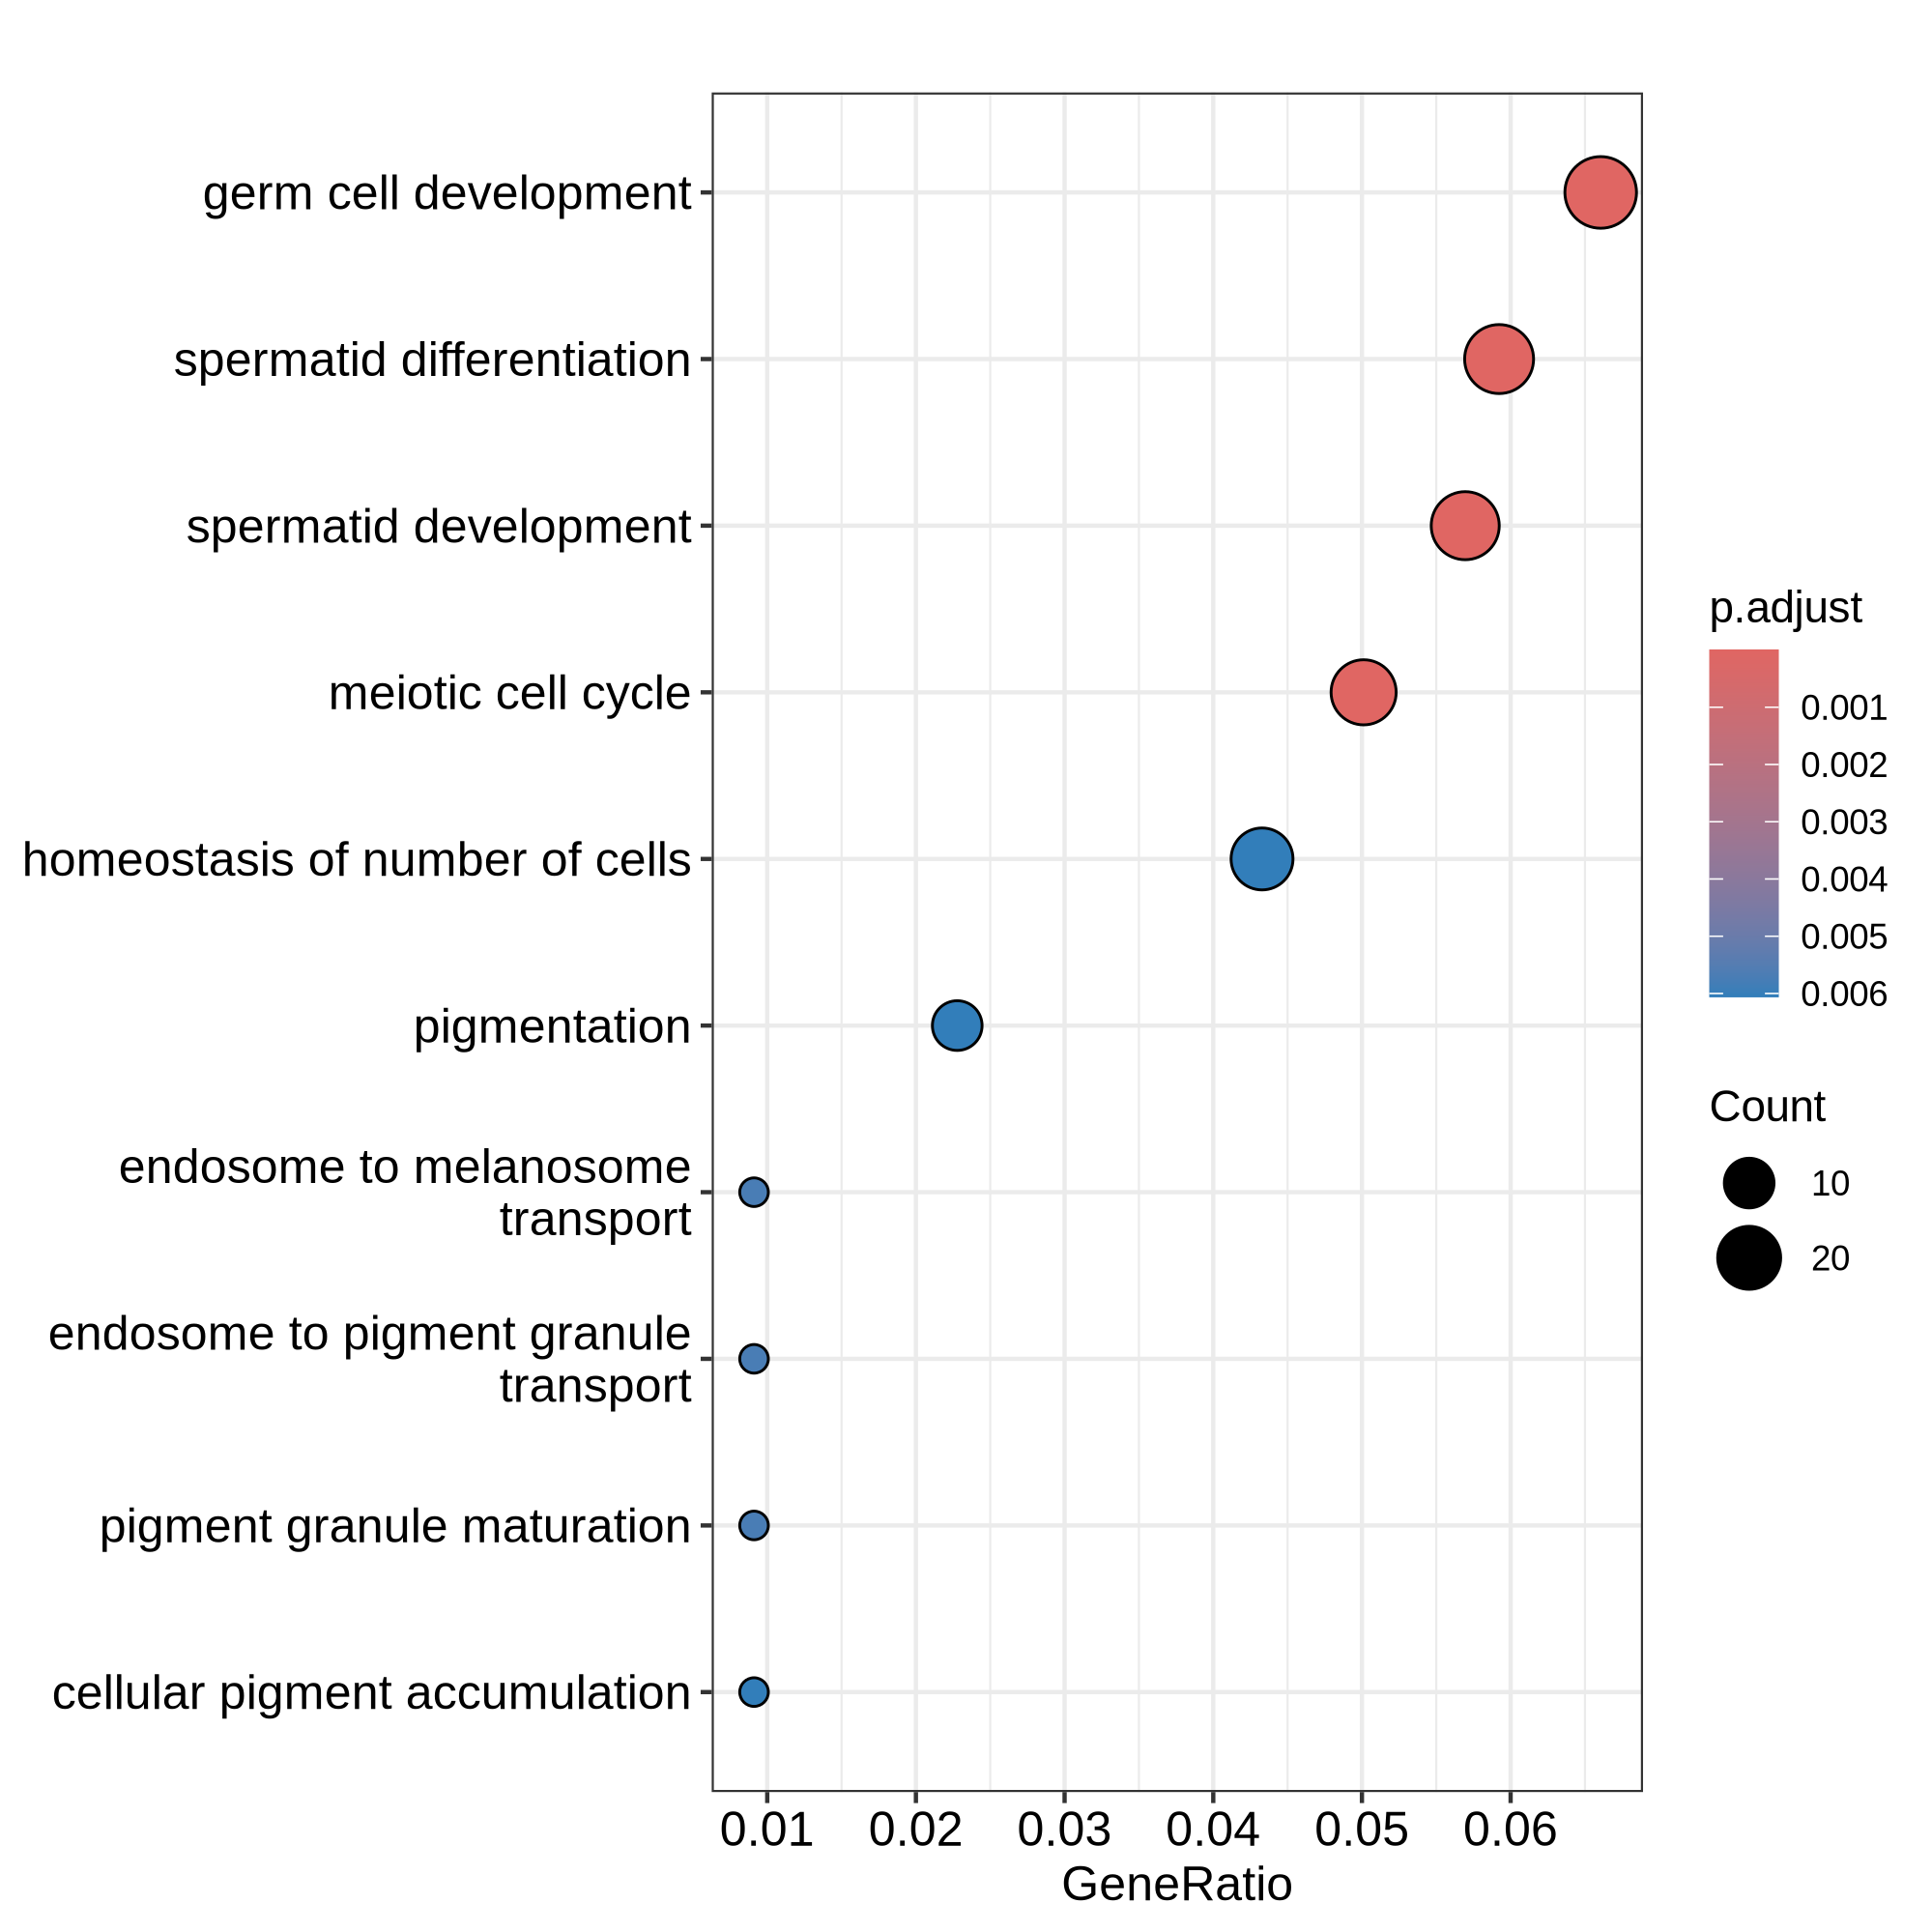 germ cell development
spermatid differentiation
spermatid development
meiotic cell cycle
homeostasis of number of cells
pigmentation
endosome to melanosome
transport
endosome to pigment granule
transport
pigment granule maturation
cellular pigment accumulation
0.01 0.02 0.03 0.04 0.05 0.06
GeneRatio
p.adjust
0.001
0.002
0.003
0.004
0.005
0.006
Count
10
20